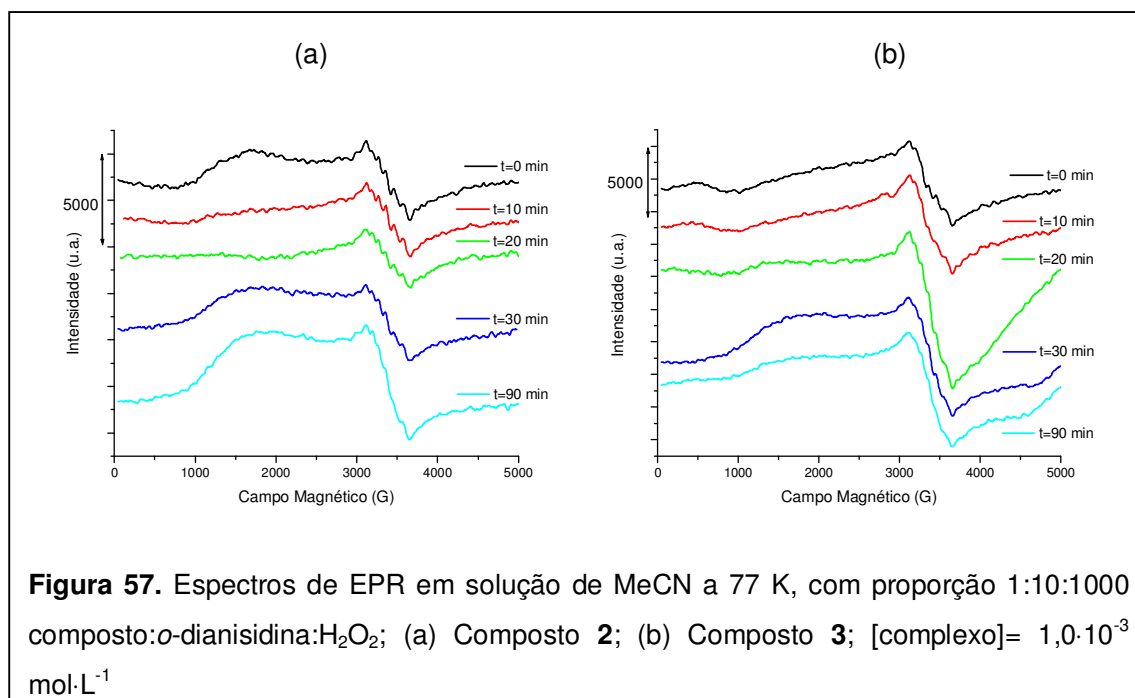 (a)
(b)
t=0 min
t=10 min
t=20 min
t=30 min
t=90 min
5000
Intensidade (u.a.)
0 1000 2000 3000 4000 5000
Campo Magnético (G)
t=0 min
t=10 min
t=20 min
t=30 min
t=90 min
5000
Intensidade (u.a.)
0 1000 2000 3000 4000 5000
Campo Magnético (G)
Figura 57. Espectros de EPR em solução de MeCN a 77 K, com proporção 1:10:1000
composto:o-dianisidina:H₂O₂; (a) Composto 2; (b) Composto 3; [complexo]= 1,0·10⁻³
mol·L⁻¹